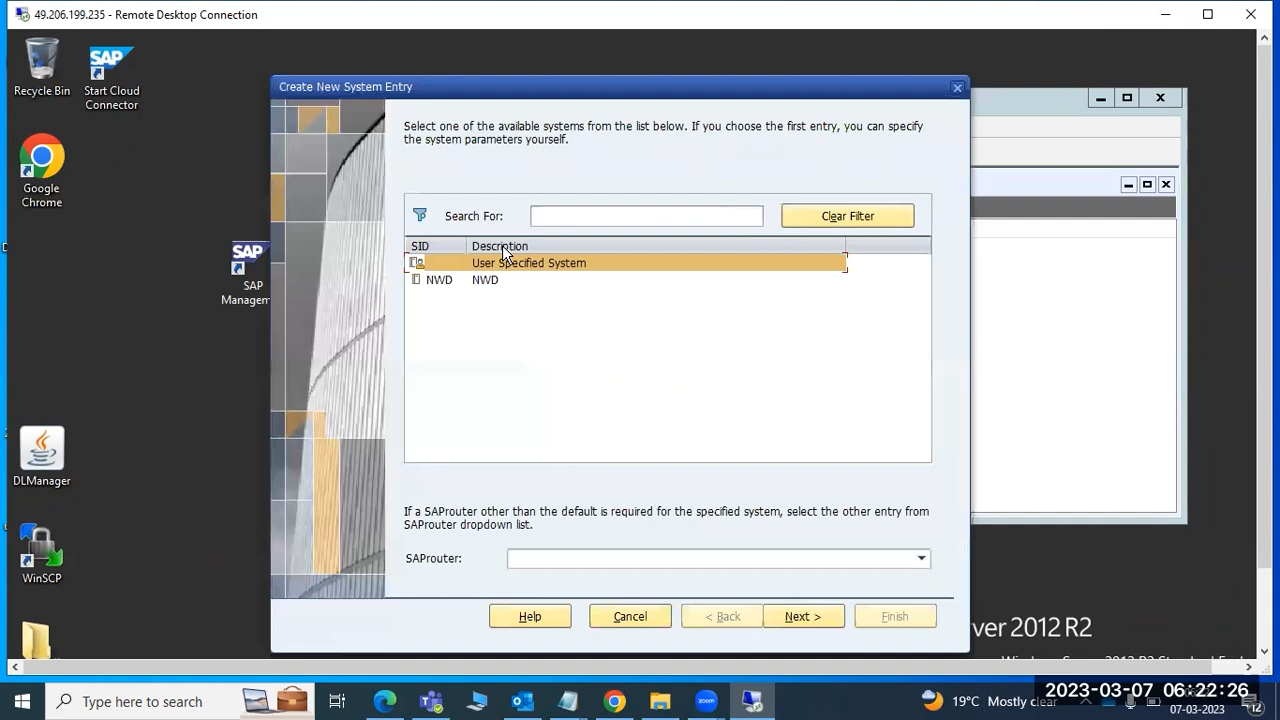 49.206.199.235 - Remote Desktop Connection
Recycle Bin
SAP
Start Cloud
Connector
Google
Chrome
SAP
SAP
Managem
DLManager
WinSCP
Create New System Entry
Select one of the available systems from the list below. If you choose the first entry, you can specify
the system parameters yourself.
Search For:
Clear Filter
SID
Description
User Specified System
NWD
NWD
If a SAProuter other than the default is required for the specified system, select the other entry from
SAProuter dropdown list.
SAProuter:
Help
Cancel
< Back
Next >
Finish
ver 2012 R2
Type here to search
zoom
19°C Mostly clear
2023-03-07 06:22:26
07-03-2023
12